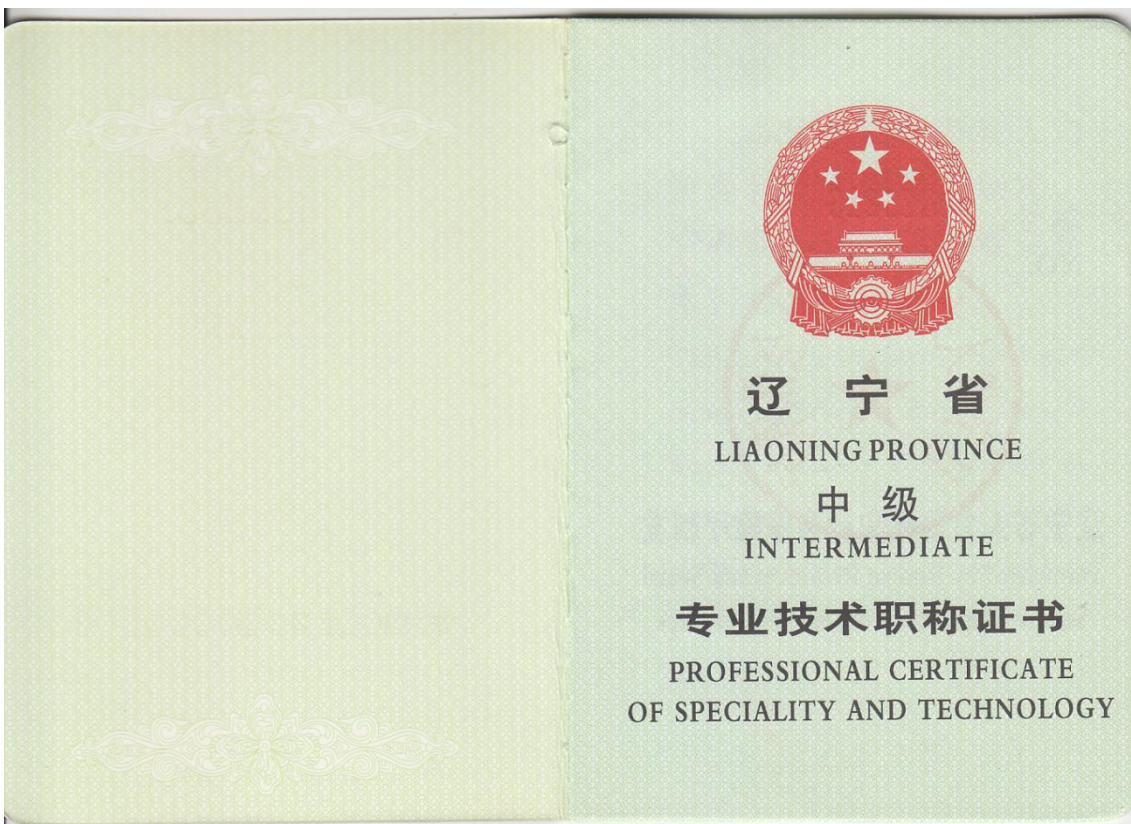 辽宁省
LIAONING PROVINCE
中级
INTERMEDIATE
专业技术职称证书
PROFESSIONAL CERTIFICATE
OF SPECIALITY AND TECHNOLOGY